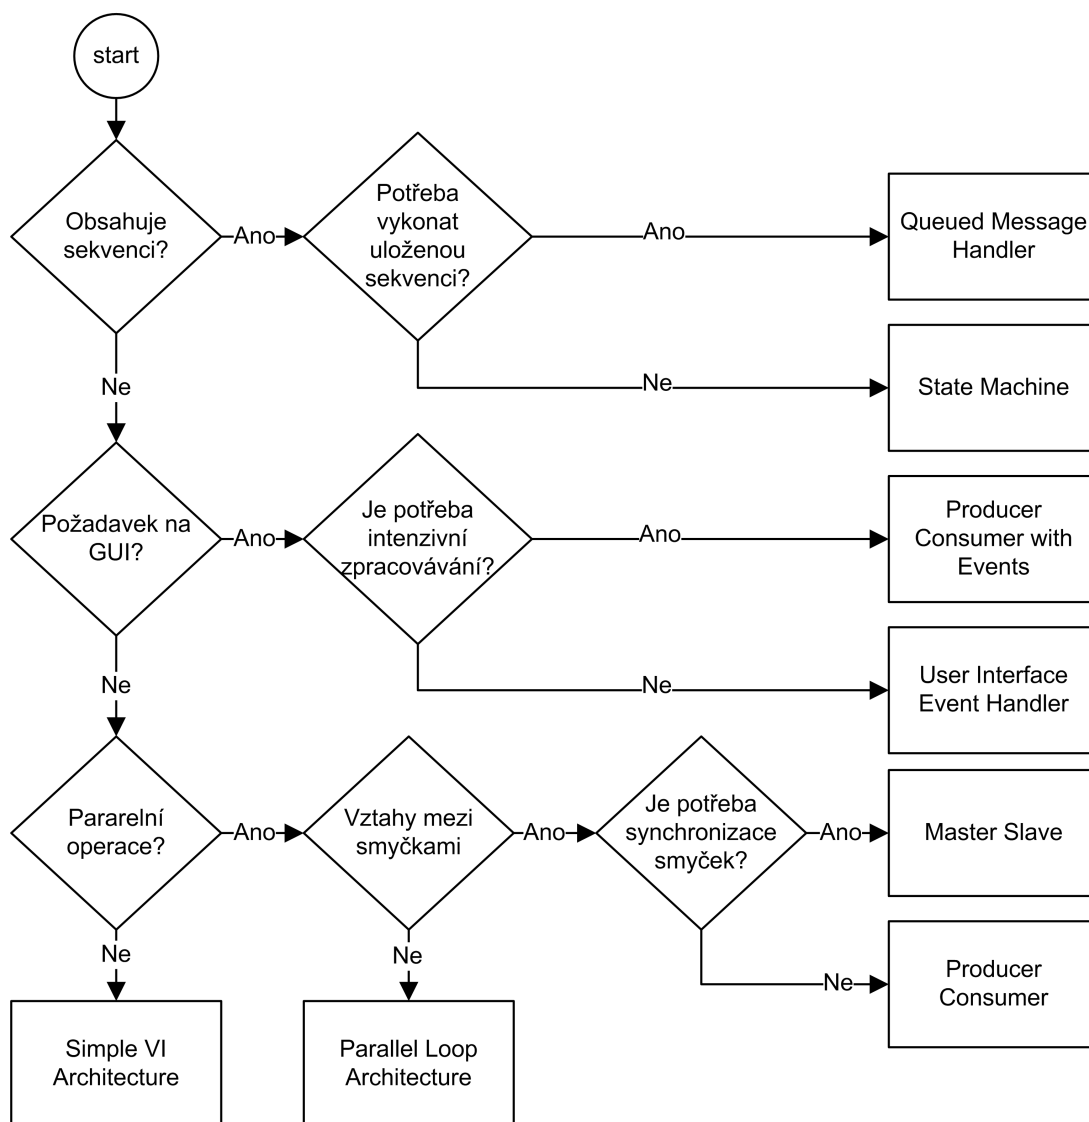 start
Obsahuje
sekvenci?
Ano
Potřeba
vykonat
uloženou
sekvenci?
Ano
Queued Message
Handler
Ne
State Machine
Ne
Požadavek na
GUI?
Ano
Je potřeba
intenzivní
zpracovávání?
Ano
Producer
Consumer with
Events
Ne
User Interface
Event Handler
Ne
Pararelní
operace?
Ano
Vztahy mezi
smyčkami
Ano
Je potřeba
synchronizace
smyček?
Ano
Master Slave
Ne
Producer
Consumer
Ne
Simple VI
Architecture
Ne
Parallel Loop
Architecture